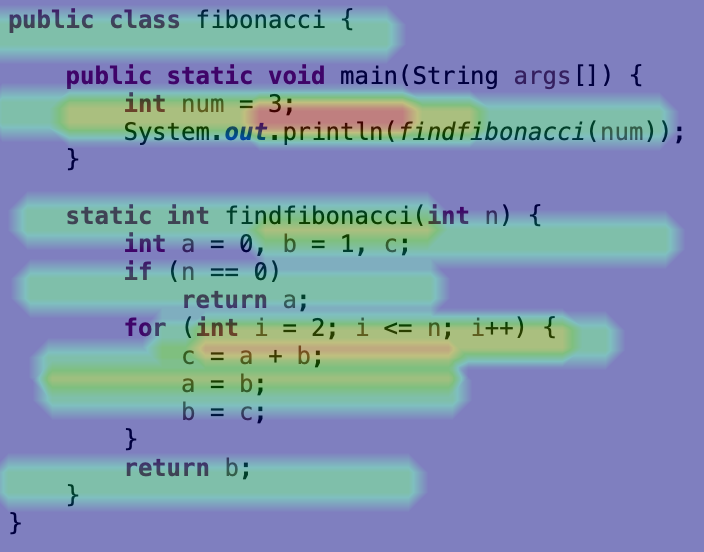 public class fibonacci {
    public static void main(String args[]) {
        int num = 3;
        System.out.println(findfibonacci(num));
    }
    static int findfibonacci(int n) {
        int a = 0, b = 1, c;
        if (n == 0)
            return a;
        for (int i = 2; i <= n; i++) {
            c = a + b;
            a = b;
            b = c;
        }
        return b;
    }
}